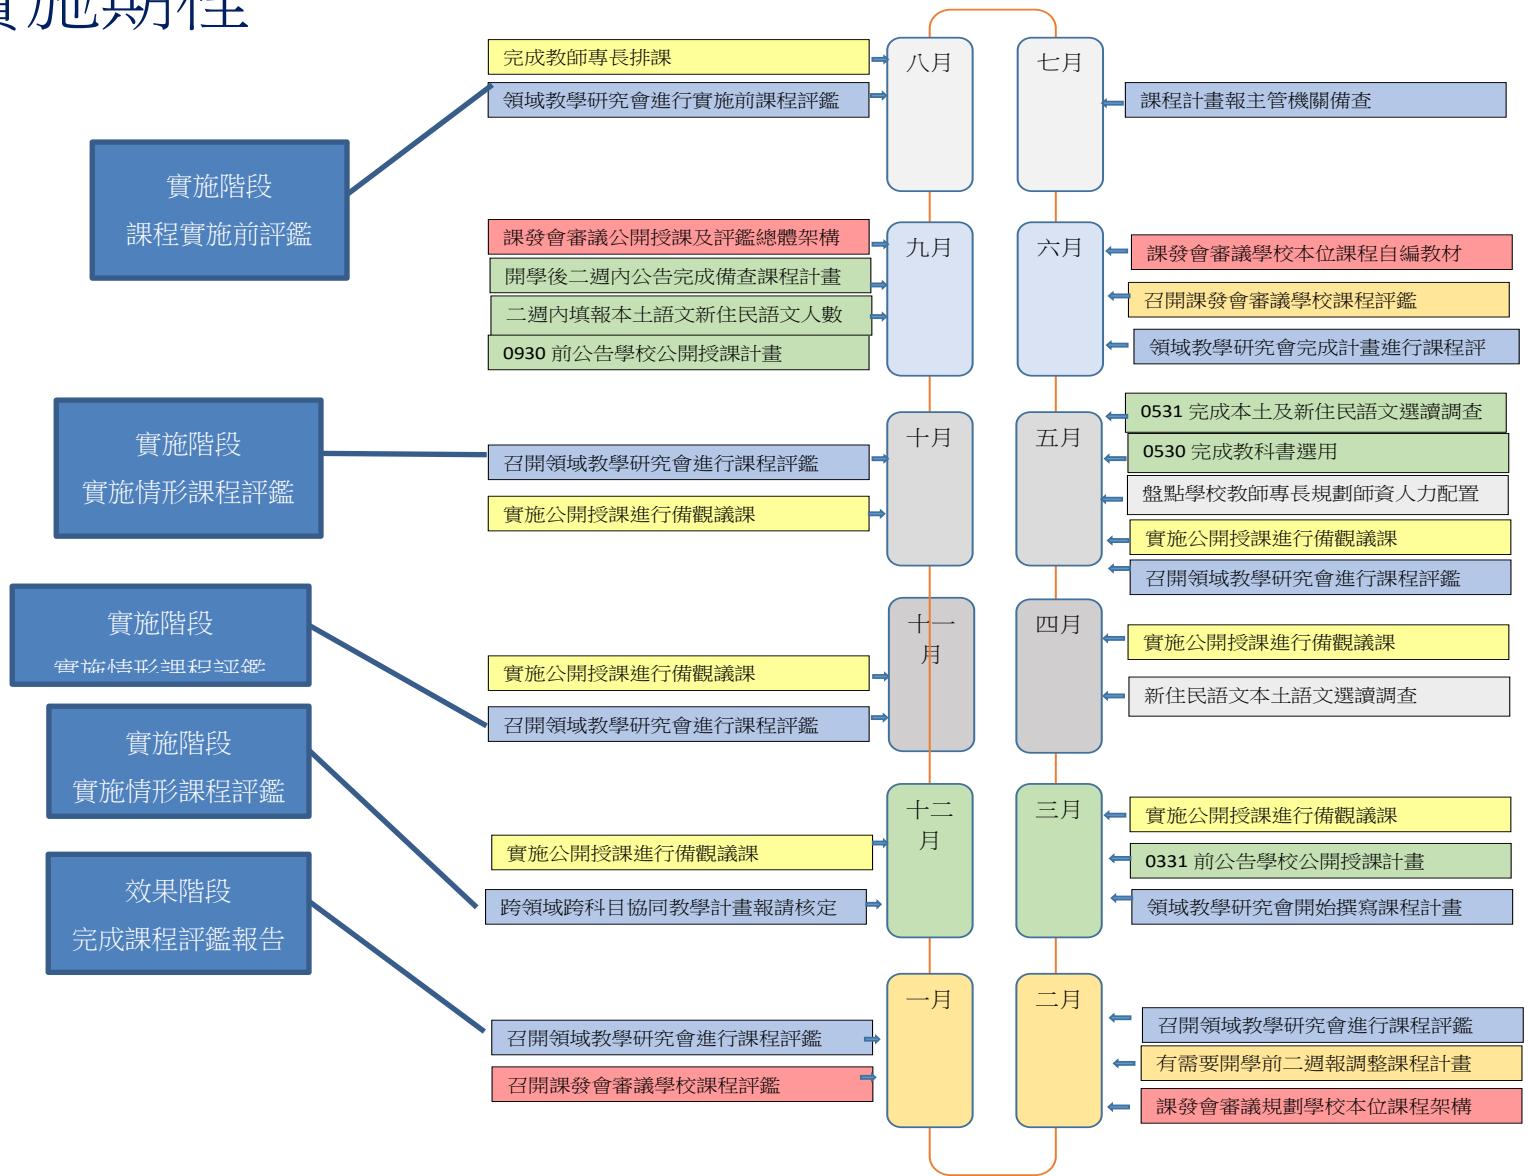 實施期程
完成教師專長排課
領域教學研究會進行實施前課程評鑑
八月
七月
課程計畫報主管機關備查
實施階段
課程實施前評鑑
課發會審議公開授課及評鑑總體架構
開學後二週內公告完成備查課程計畫
二週內填報本土語文新住民語文人數
0930 前公告學校公開授課計畫
九月
六月
課發會審議學校本位課程自編教材
召開課發會審議學校課程評鑑
領域教學研究會完成計畫進行課程評
實施階段
實施情形課程評鑑
召開領域教學研究會進行課程評鑑
實施公開授課進行備觀議課
十月
五月
0531 完成本土及新住民語文選讀調查
0530 完成教科書選用
盤點學校教師專長規劃師資人力配置
實施公開授課進行備觀議課
召開領域教學研究會進行課程評鑑
實施階段
實施情形課程評鑑
實施公開授課進行備觀議課
召開領域教學研究會進行課程評鑑
十一
月
四月
實施公開授課進行備觀議課
新住民語文本土語文選讀調查
實施階段
實施情形課程評鑑
實施公開授課進行備觀議課
跨領域跨科目協同教學計畫報請核定
十二
月
三月
實施公開授課進行備觀議課
0331 前公告學校公開授課計畫
領域教學研究會開始撰寫課程計畫
效果階段
完成課程評鑑報告
召開領域教學研究會進行課程評鑑
召開課發會審議學校課程評鑑
一月
二月
召開領域教學研究會進行課程評鑑
有需要開學前二週報調整課程計畫
課發會審議規劃學校本位課程架構